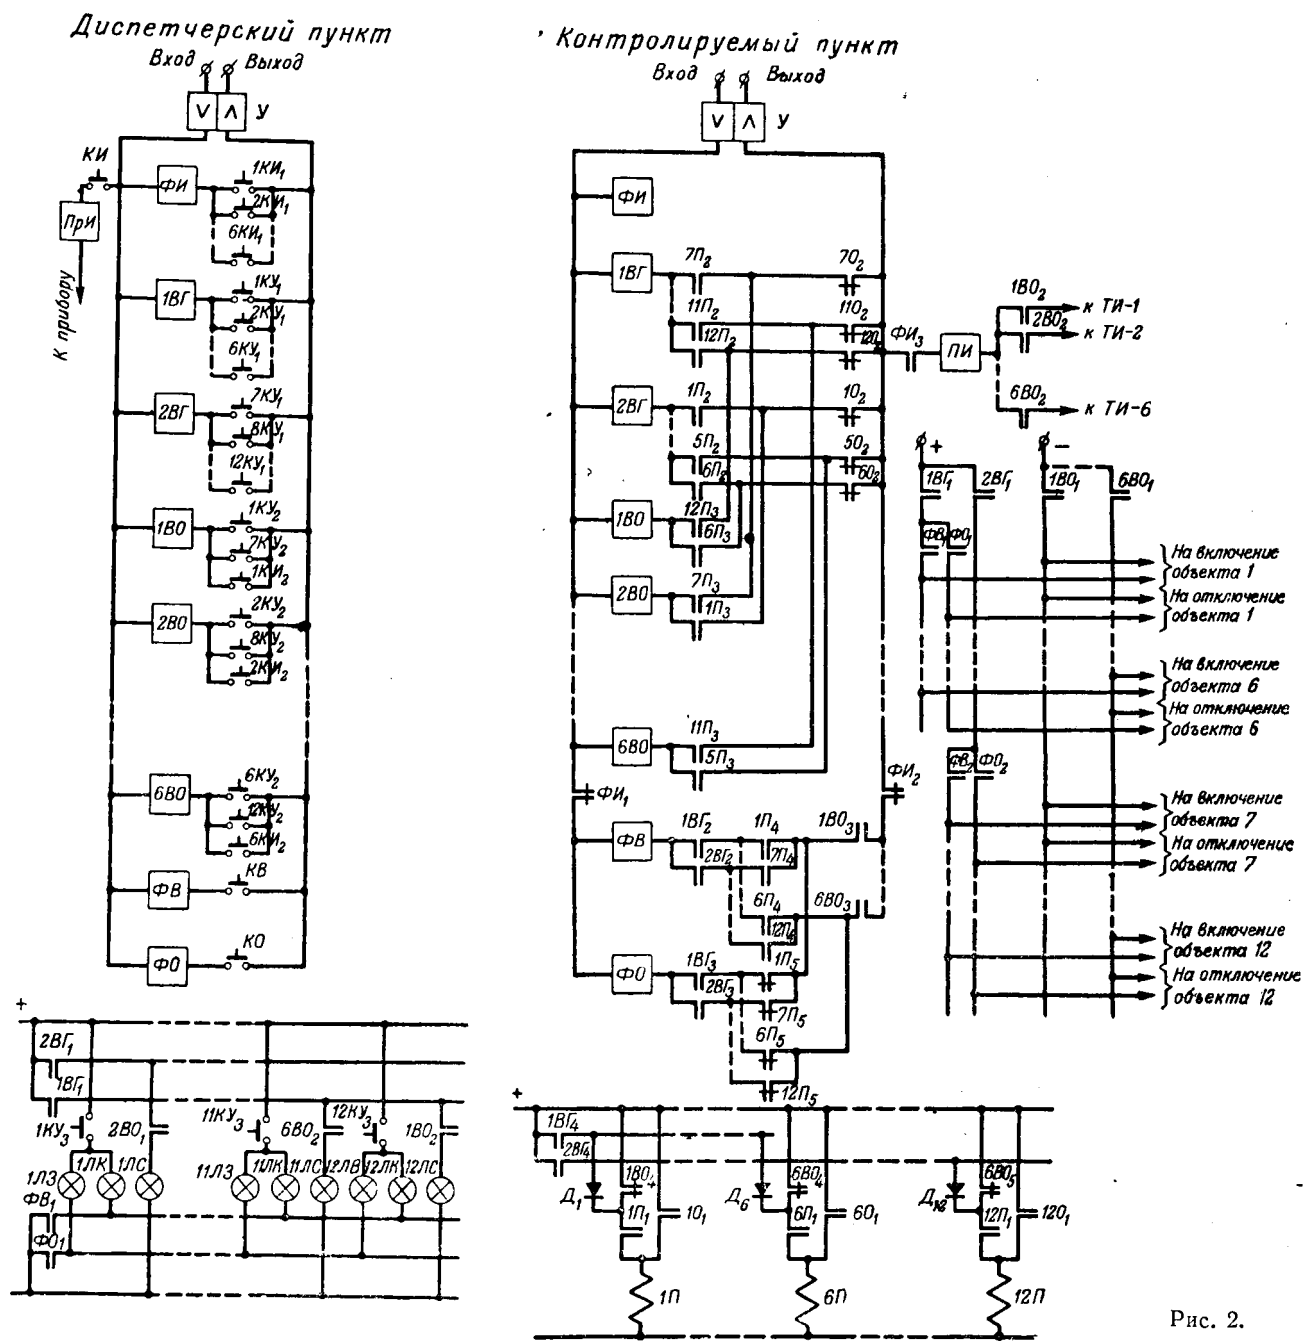 Диспетчерский пункт
Вход Выход
У
КИ
ПрИ
К прибору
ФИ
1КИ₁
2КИ₁
6КИ₁
1ВГ
1КУ₁
2КУ₁
6КУ₁
2ВГ
7КУ₁
8КУ₁
12КУ₁
1ВО
1КУ₂
7КУ₂
1КИ₂
2ВО
2КУ₂
8КУ₂
2КИ₂
6ВО
6КУ₂
12КУ₂
6КИ₂
ФВ
КВ
ФО
КО
+
2ВГ₁
1ВГ₁
1КУ₃
2ВО₁
11КУ₃
6ВО₂
12КУ₃
1ВО₂
1ЛЗ
1ЛК
1ЛС
11ЛЗ
11ЛК
11ЛС
12ЛВ
12ЛК
12ЛС
ФВ₁
ФО₁
Контролируемый пункт
Вход Выход
У
ФИ
1ВГ
7П₂
7О₂
11П₂
11О₂
12П₂
12О₂
2ВГ
1П₂
1О₂
5П₂
5О₂
6П₂
6О₂
1ВО
12П₃
6П₃
2ВО
7П₃
1П₃
6ВО
11П₃
5П₃
ФИ₁
ФИ₂
ФВ
1ВГ₂
2ВГ₂
1П₄
7П₄
1ВО₃
6П₄
12П₄
6ВО₃
ФО
1ВГ₃
2ВГ₃
1П₅
7П₅
6П₅
12П₅
ФИ₃
ПИ
1ВО₂
к ТИ-1
2ВО₂
к ТИ-2
6ВО₂
к ТИ-6
+
−
1ВГ₁
2ВГ₁
1ВО₁
6ВО₁
ФВ₁
ФО₁
На включение
объекта 1
На отключение
объекта 1
На включение
объекта 6
На отключение
объекта 6
ФВ₂
ФО₂
На включение
объекта 7
На отключение
объекта 7
На включение
объекта 12
На отключение
объекта 12
+
1ВГ₄
2ВГ₄
Д₁
1ВО₄
1П₁
1О₁
Д₆
6ВО₄
6П₁
6О₁
Д₁₂
6ВО₅
12П₁
12О₁
1П
6П
12П
Рис. 2.